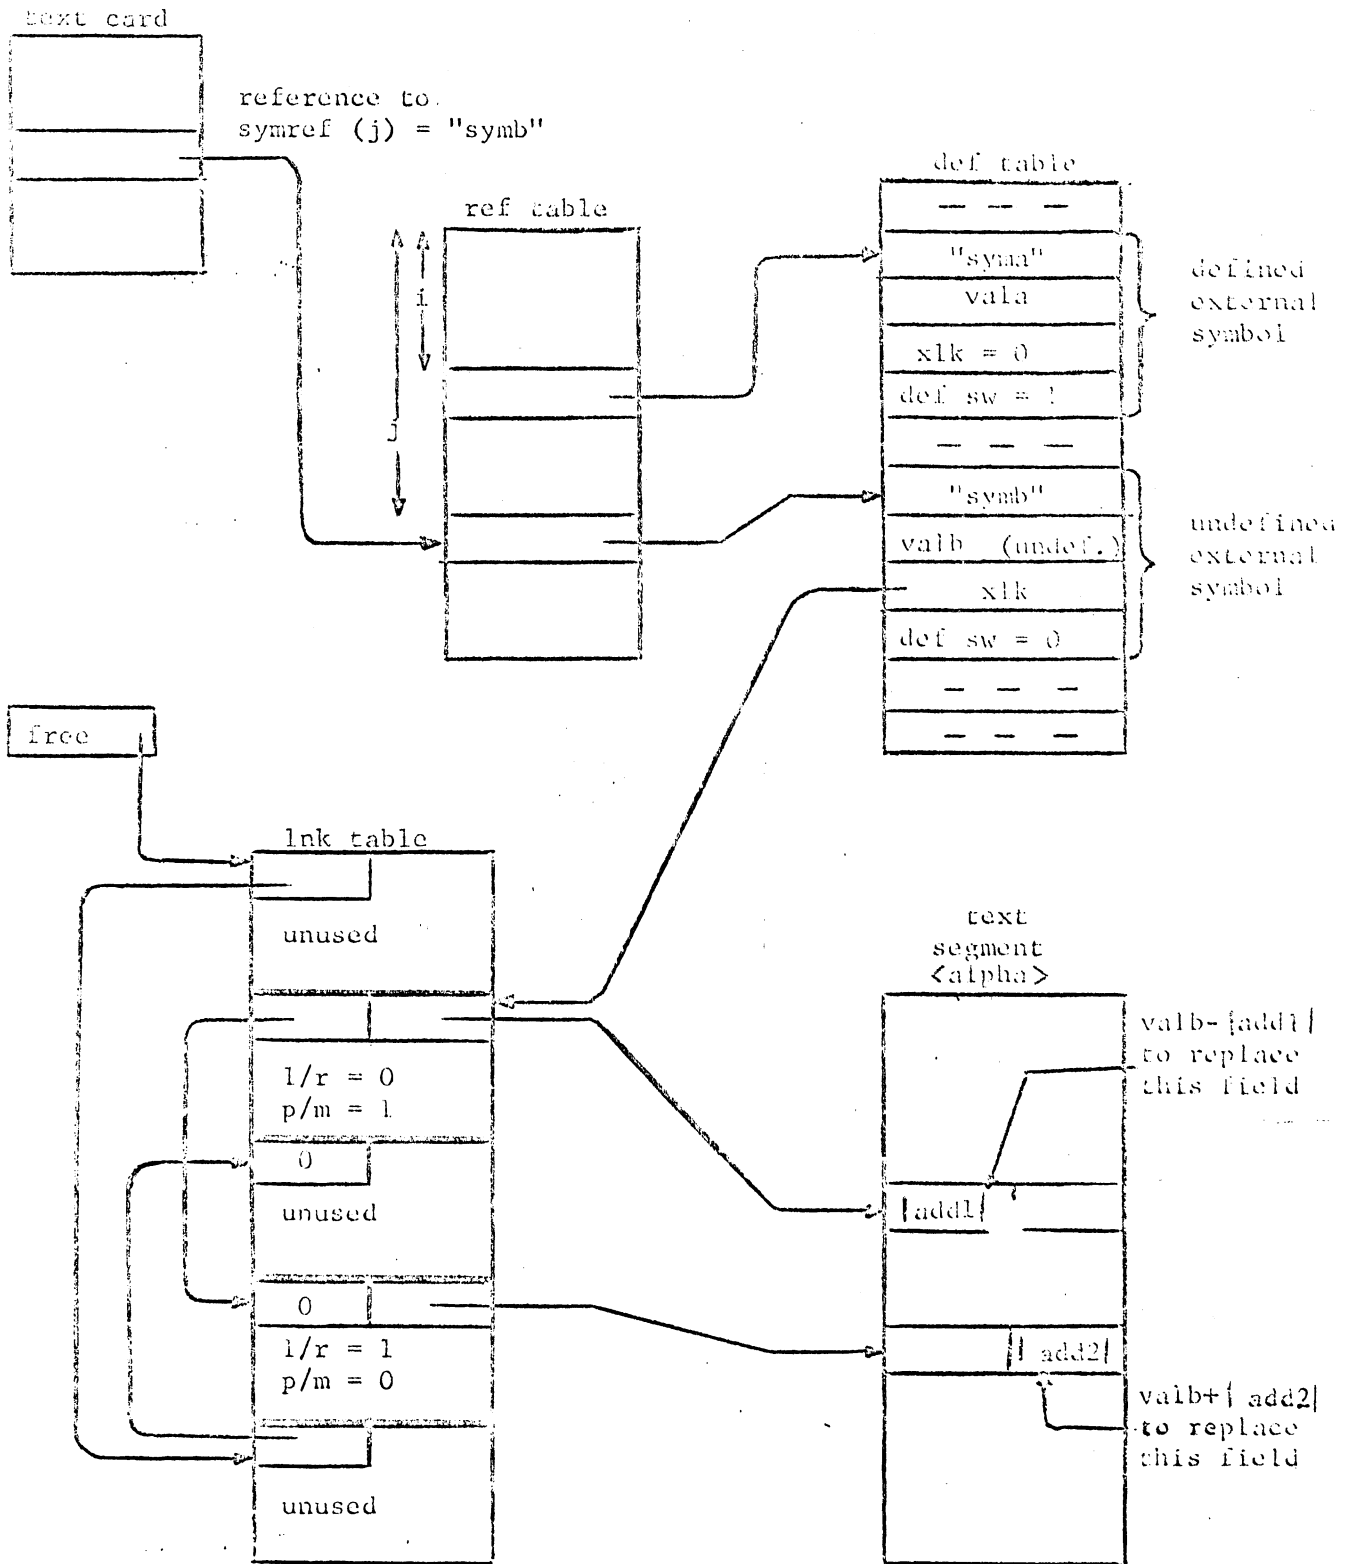 text card
reference to
symref (j) = "symb"
ref table
i
j
def table
— — —
"syma"
vala
xlk = 0
def sw = 1
— — —
"symb"
valb (undef.)
xlk
def sw = 0
— — —
— — —
defined
external
symbol
undefined
external
symbol
free
lnk table
unused
l/r = 0
p/m = 1
0
unused
0
l/r = 1
p/m = 0
unused
text
segment
<alpha>
|add1|
| add2|
valb-|add1|
to replace
this field
valb+| add2|
to replace
this field